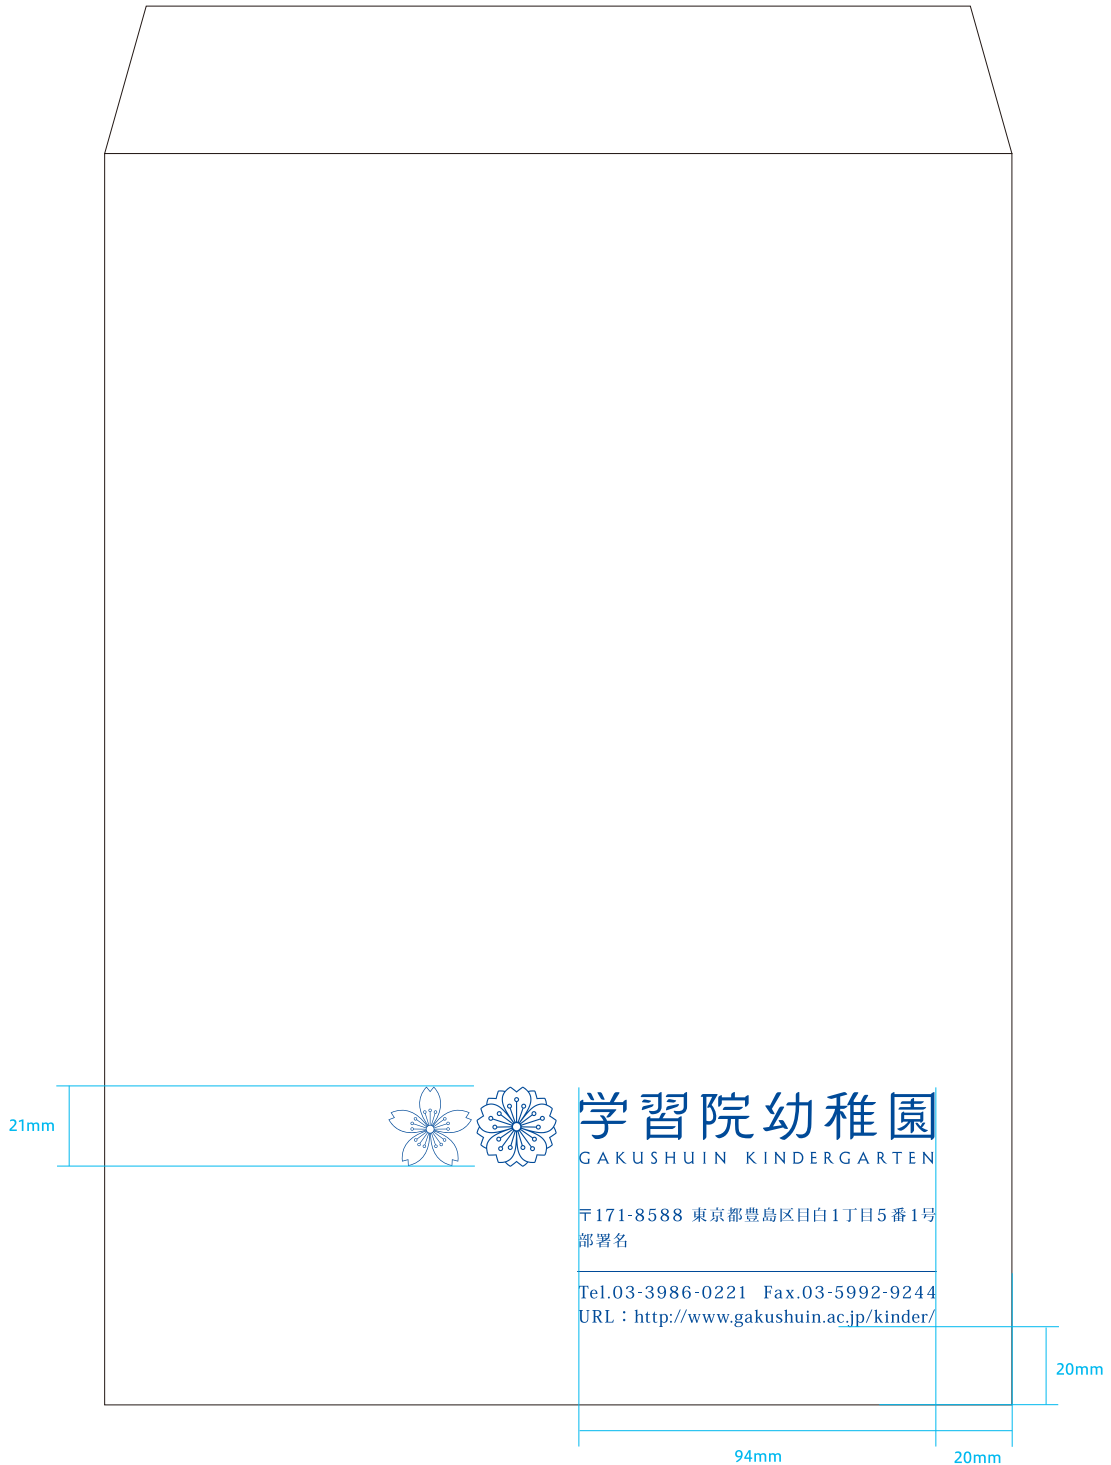 21mm
学習院幼稚園
GAKUSHUIN KINDERGARTEN
〒171-8588 東京都豊島区目白1丁目5番1号
部署名
Tel.03-3986-0221 Fax.03-5992-9244
URL：http://www.gakushuin.ac.jp/kinder/
20mm
94mm
20mm